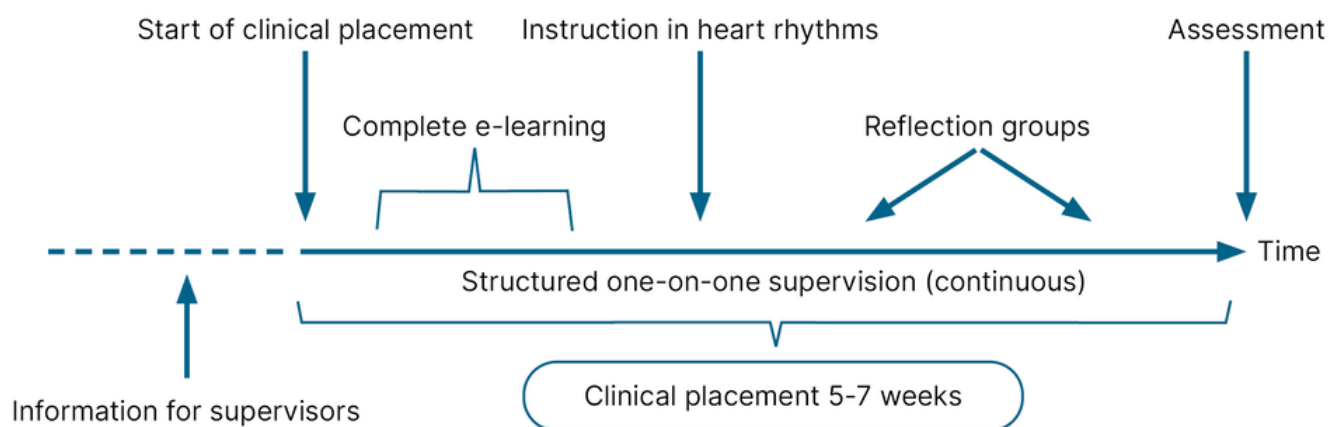 Start of clinical placement
Instruction in heart rhythms
Assessment
Complete e-learning
Reflection groups
Time
Structured one-on-one supervision (continuous)
Clinical placement 5-7 weeks
Information for supervisors